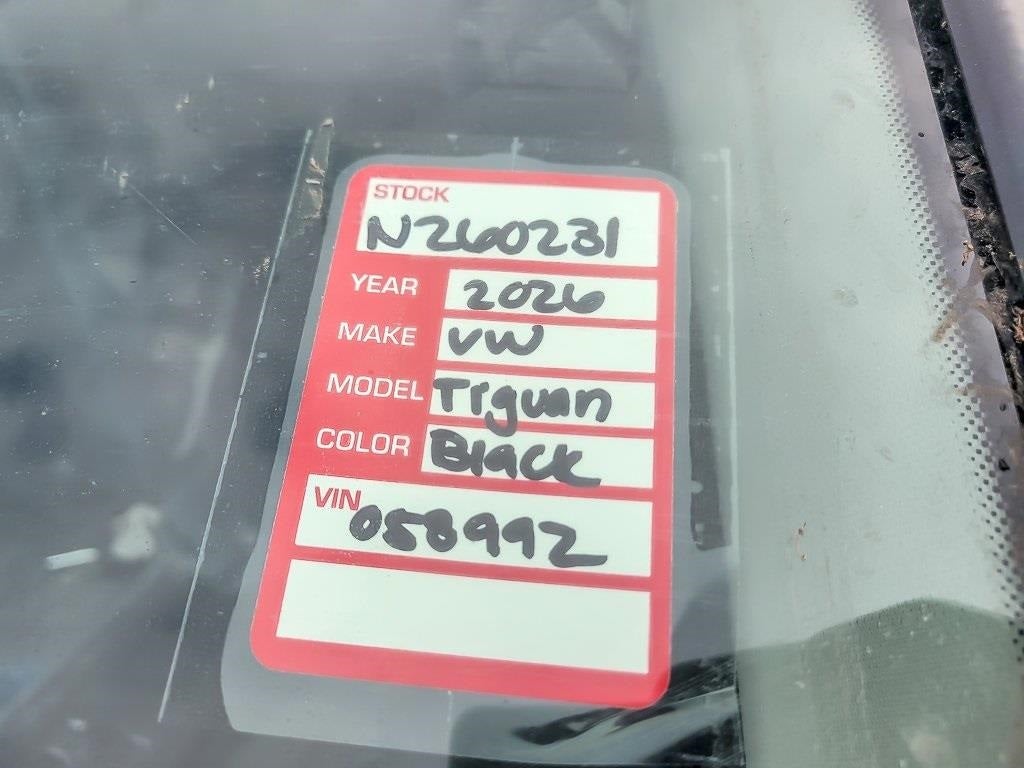 STOCK
N260231
YEAR 2026
MAKE VW
MODEL Tiguan
COLOR Black
VIN
058992